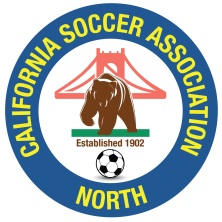 CALIFORNIA SOCCER ASSOCIATION
Established 1902
NORTH